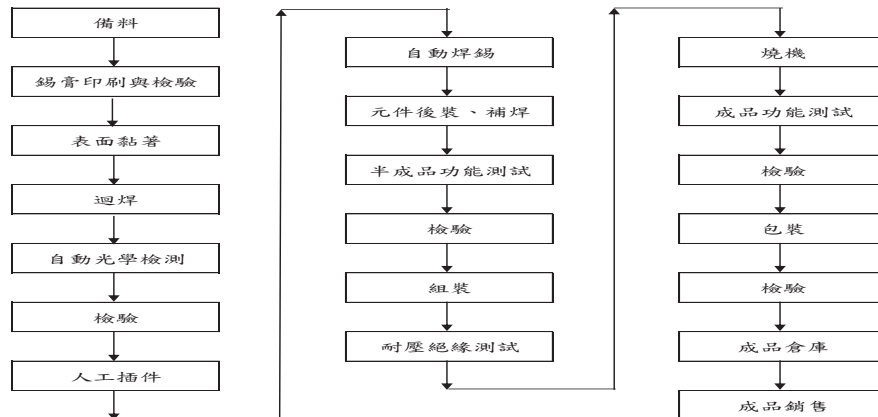 備料
錫膏印刷與檢驗
表面黏著
迴焊
自動光學檢測
檢驗
人工插件
自動焊錫
元件後裝、補焊
半成品功能測試
檢驗
組裝
耐壓絕緣測試
燒機
成品功能測試
檢驗
包裝
檢驗
成品倉庫
成品銷售